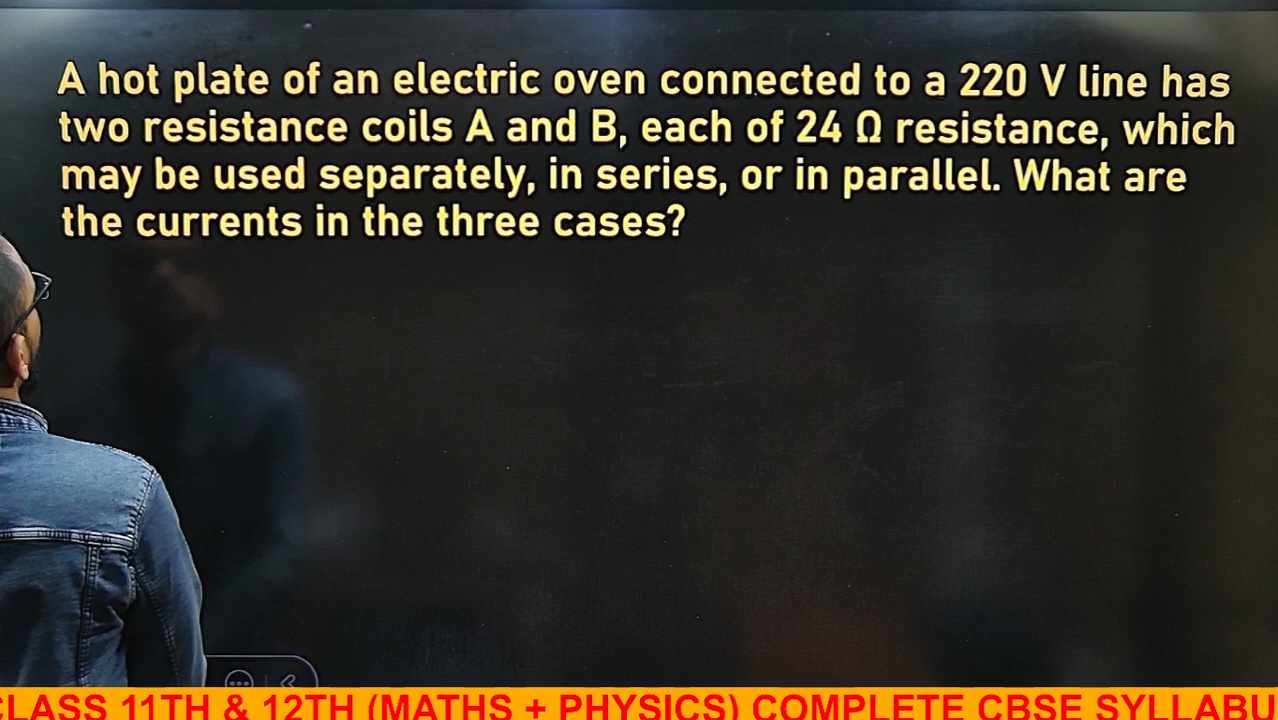 A hot plate of an electric oven connected to a 220 V line has
two resistance coils A and B, each of 24 Ω resistance, which
may be used separately, in series, or in parallel. What are
the currents in the three cases?
CLASS 11TH & 12TH (MATHS + PHYSICS) COMPLETE CBSE SYLLABU